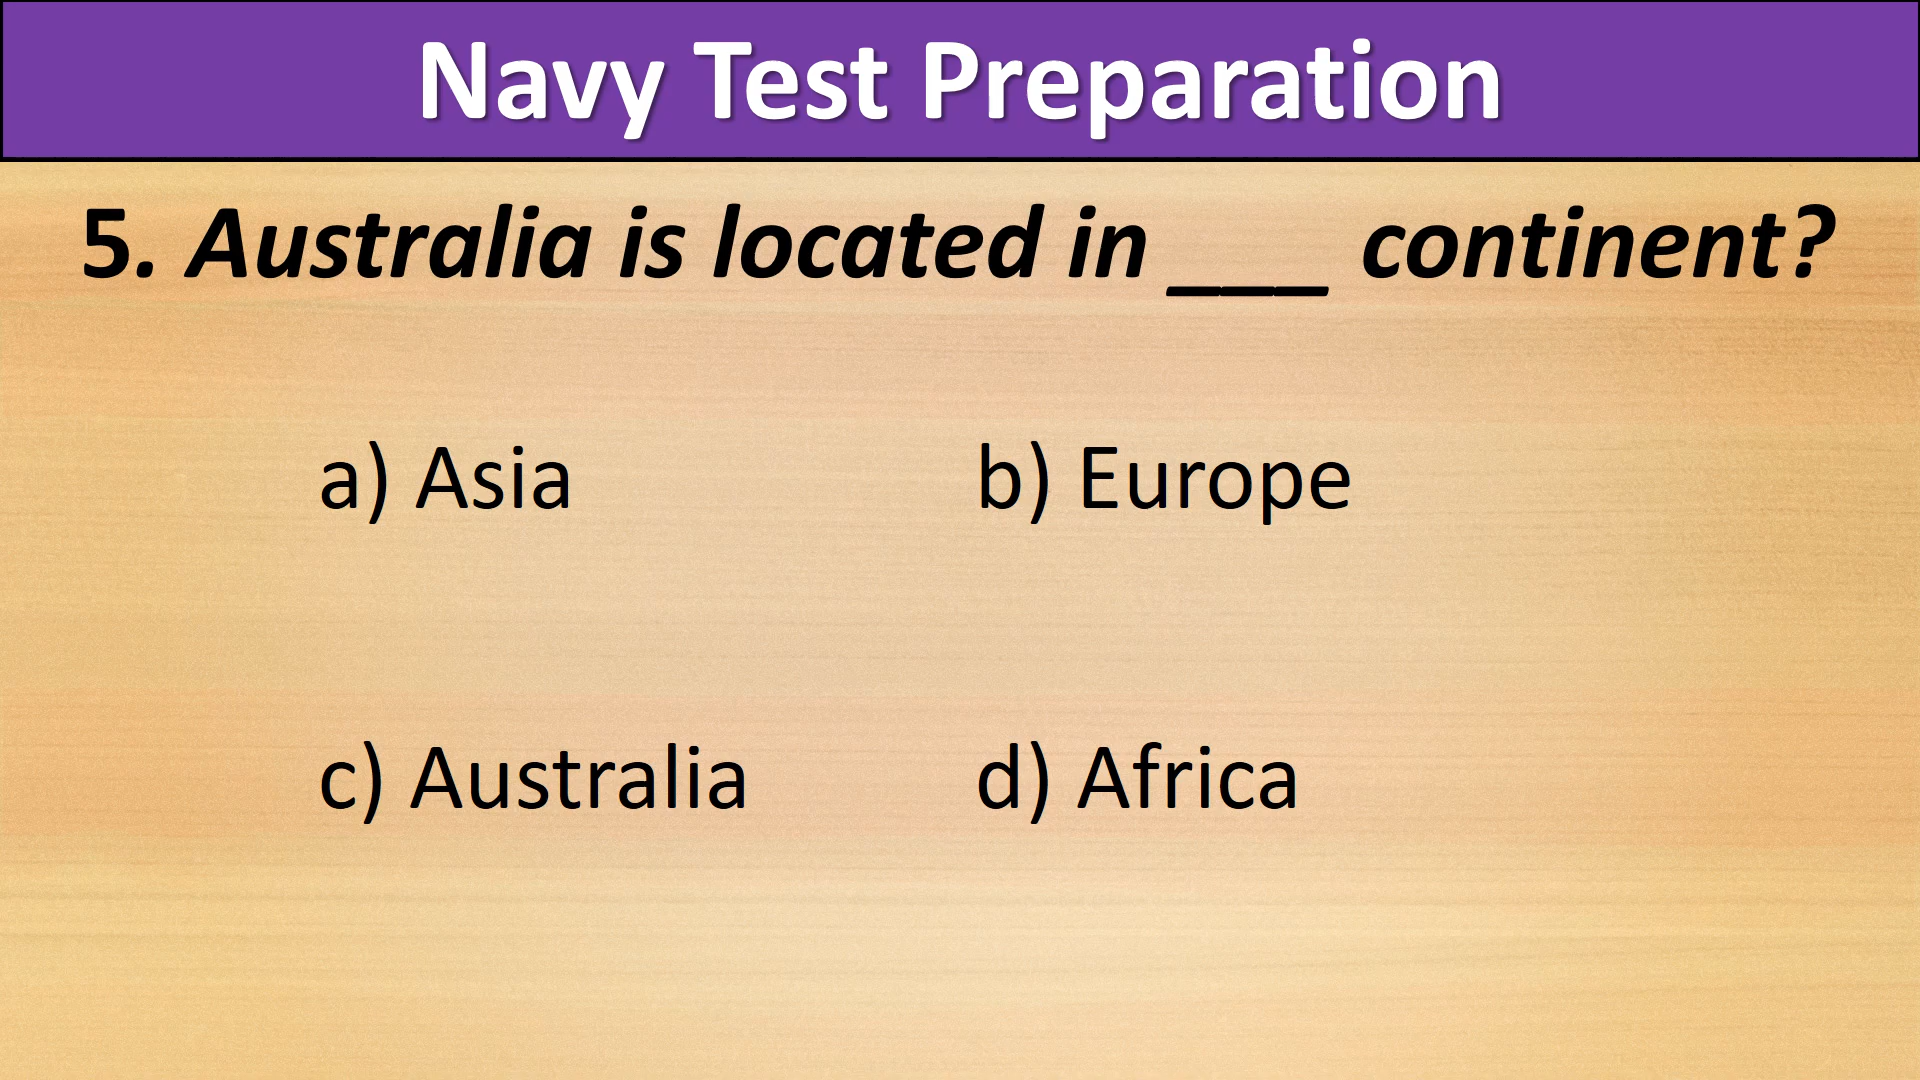 Navy Test Preparation
5. Australia is located in ___ continent?
a) Asia
b) Europe
c) Australia
d) Africa